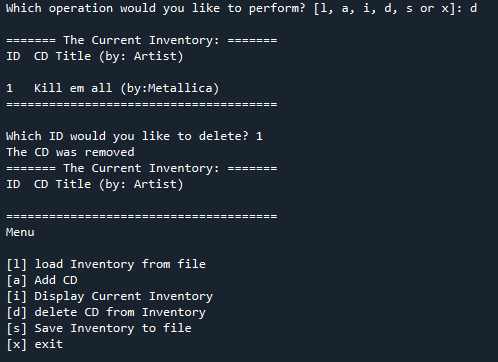 Which operation would you like to perform? [l, a, i, d, s or x]: d
======= The Current Inventory: =======
ID  CD Title (by: Artist)
1   Kill em all (by:Metallica)
======================================
Which ID would you like to delete? 1
The CD was removed
======= The Current Inventory: =======
ID  CD Title (by: Artist)
======================================
Menu
[l] load Inventory from file
[a] Add CD
[i] Display Current Inventory
[d] delete CD from Inventory
[s] Save Inventory to file
[x] exit